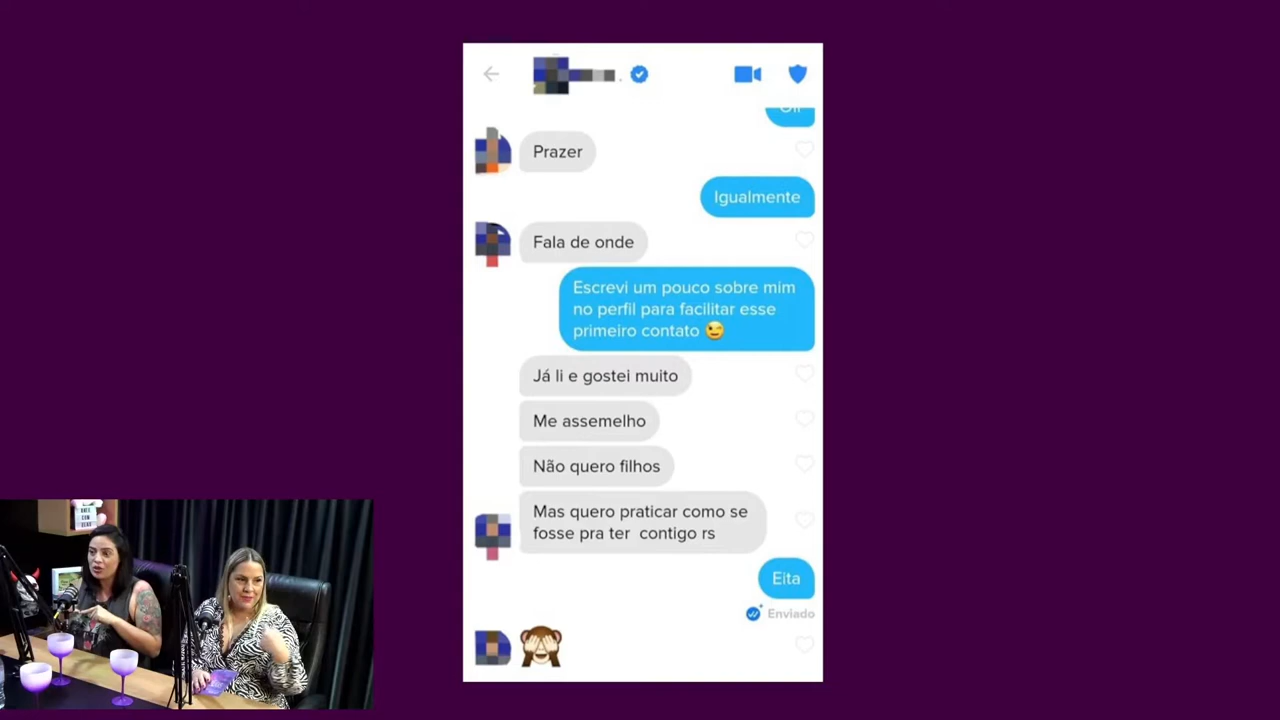 Prazer
Igualmente
Fala de onde
Escrevi um pouco sobre mim
no perfil para facilitar esse
primeiro contato 😉
Já li e gostei muito
Me assemelho
Não quero filhos
Mas quero praticar como se
fosse pra ter contigo rs
Eita
Enviado
🙈